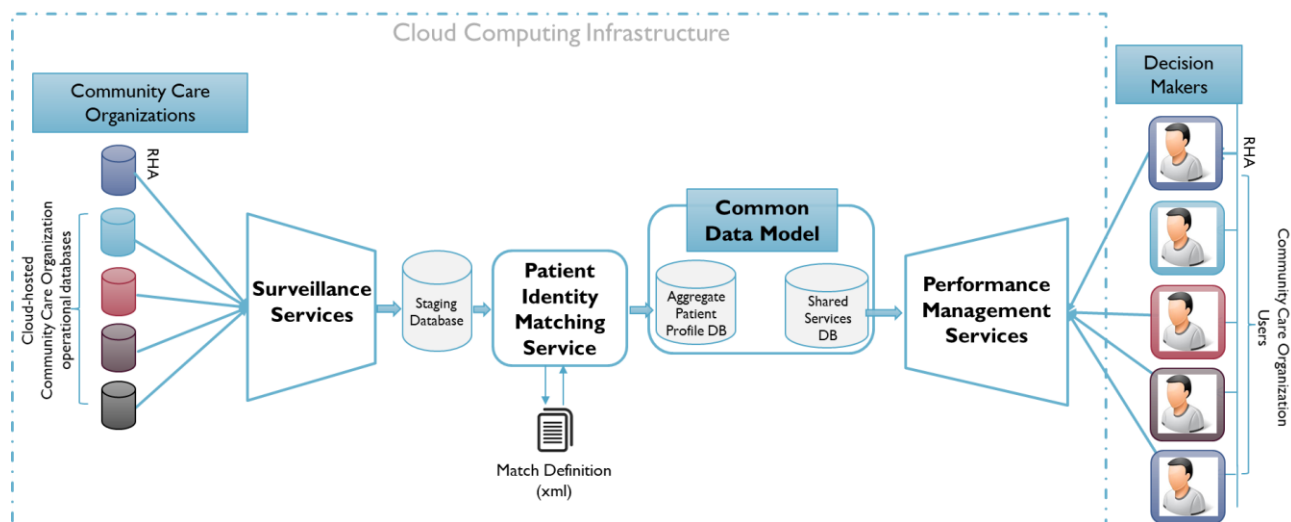 Cloud Computing Infrastructure
Community Care
Organizations
RHA
Cloud-hosted
Community Care Organization
operational databases
Surveillance
Services
Staging
Database
Patient
Identity
Matching
Service
Match Definition
(xml)
Common
Data Model
Aggregate
Patient
Profile DB
Shared
Services
DB
Performance
Management
Services
Decision
Makers
RHA
Community Care Organization
Users